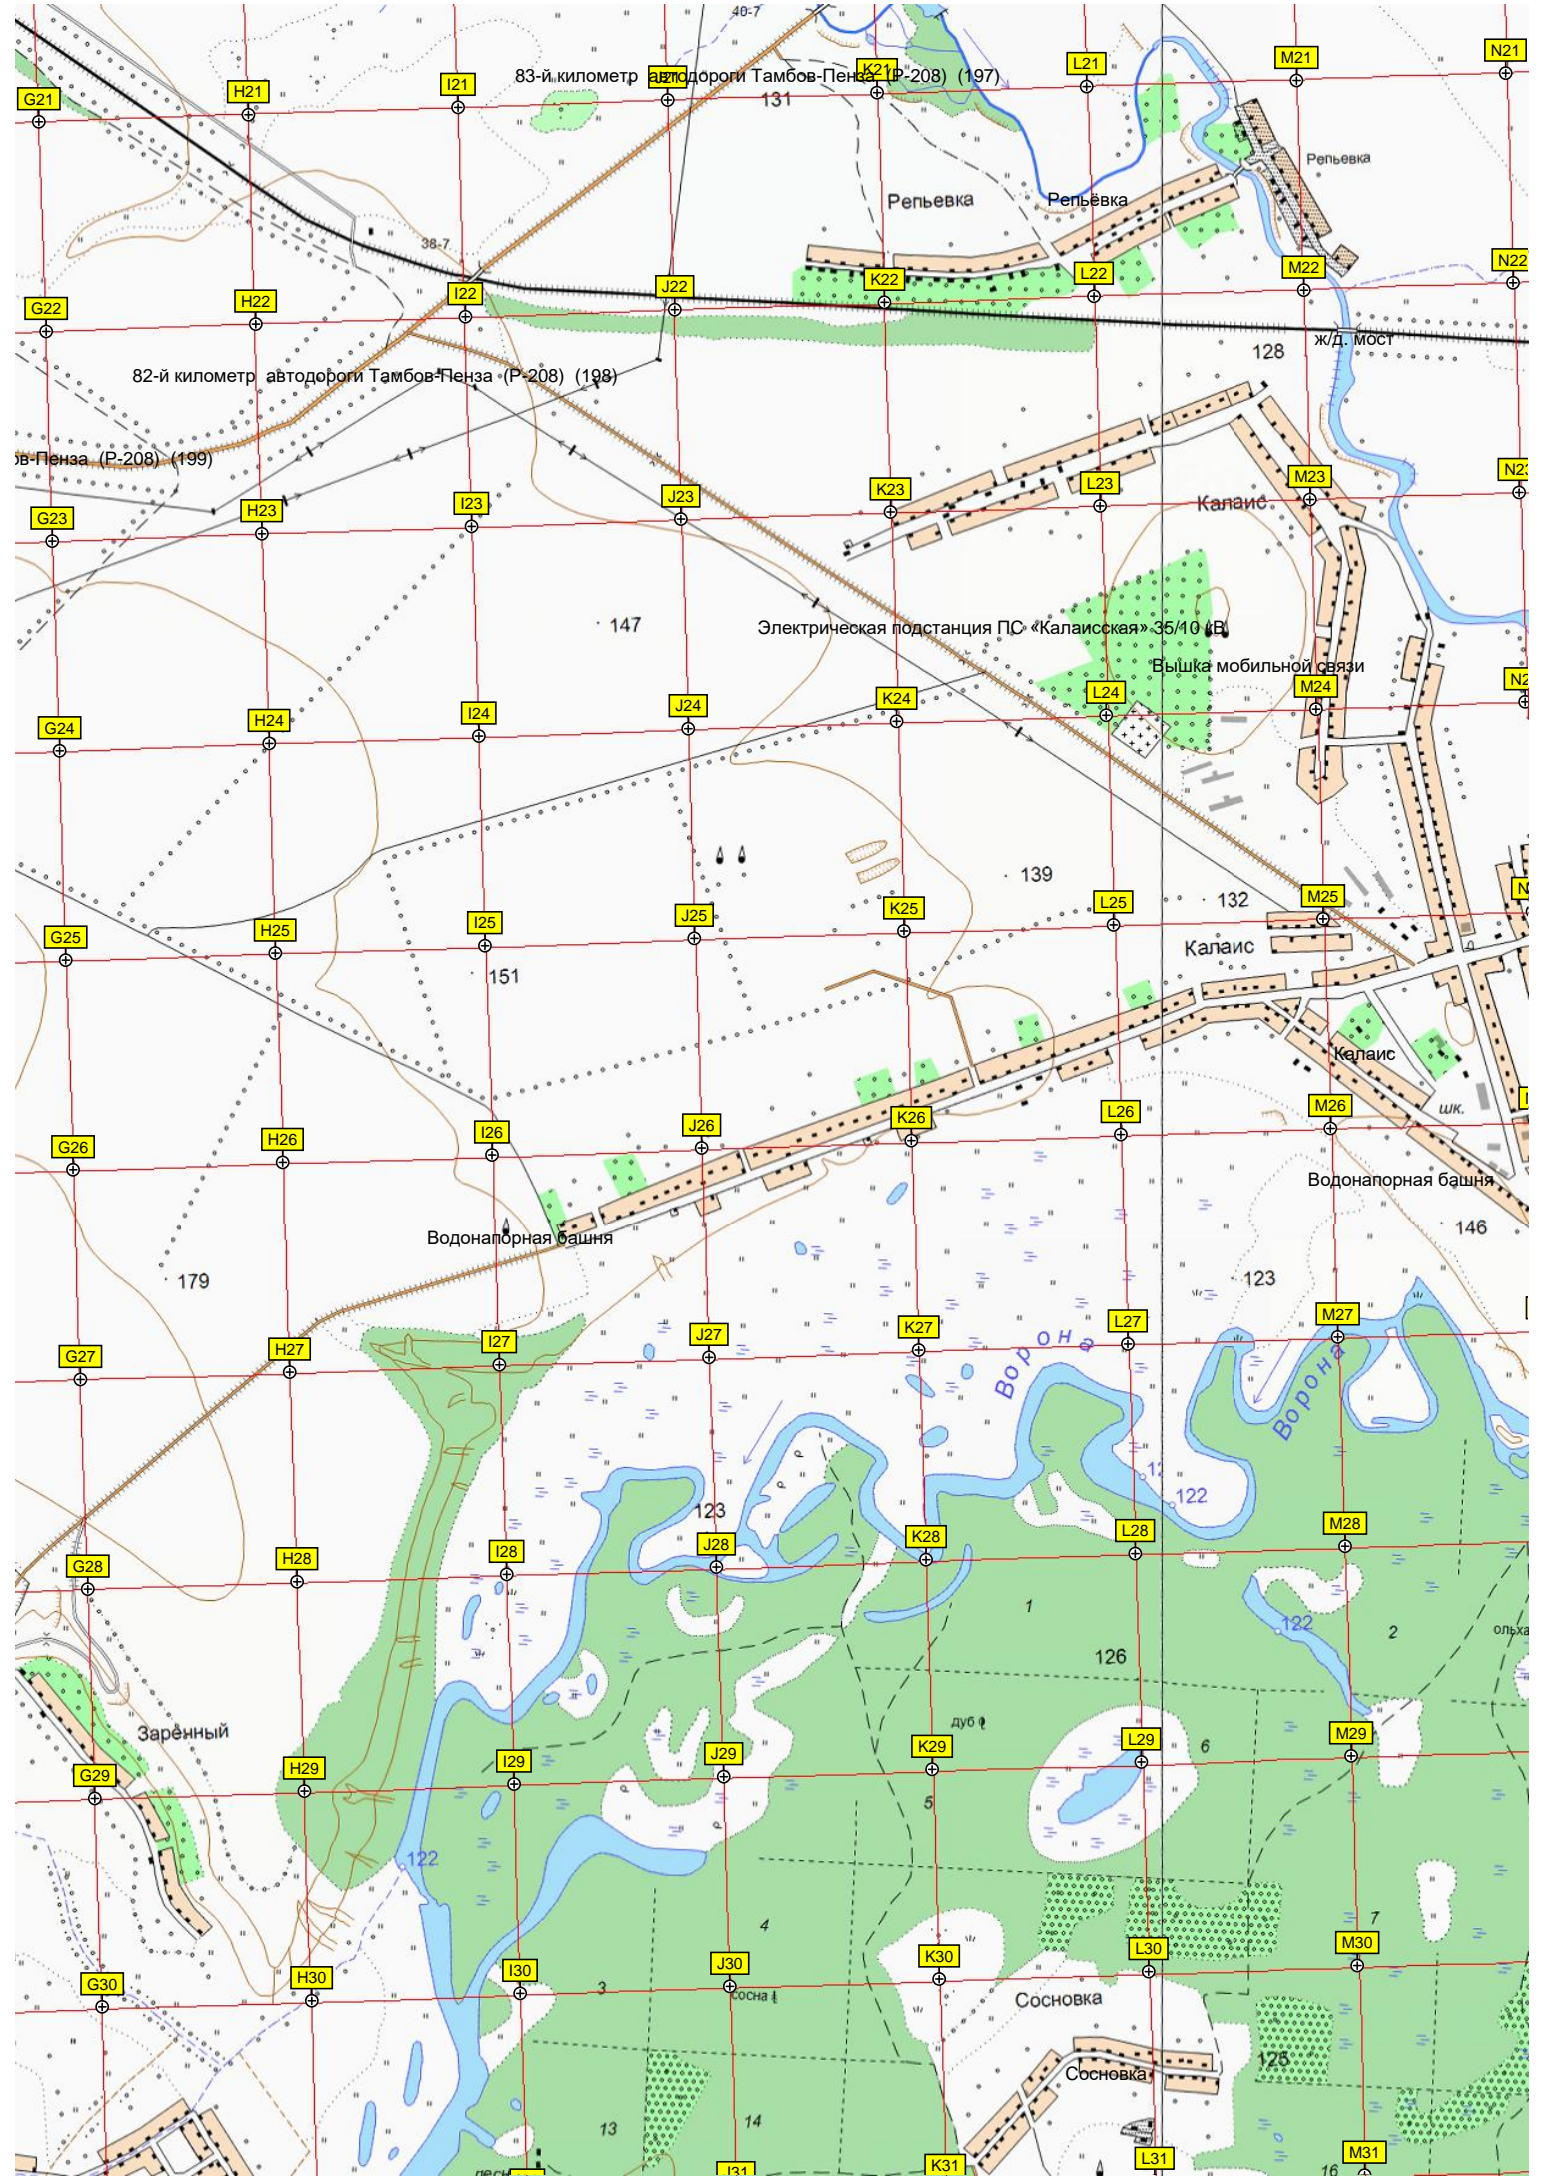 40-7
83-й километр автодороги Тамбов-Пенза (Р-208) (197)
G21
H21
I21
K21
L21
M21
N21
131
Репьевка
Репьевка
Репьёвка
38-7
G22
H22
I22
J22
K22
L22
M22
N22
ж/д. мост
128
82-й километр автодороги Тамбов-Пенза (Р-208) (198)
ов-Пенза (Р-208) (199)
G23
H23
I23
J23
K23
L23
M23
Калаис
147
Электрическая подстанция ПС «Калаисская» 35/10 кВ
Вышка мобильной связи
G24
H24
I24
J24
K24
L24
M24
139
132
G25
H25
I25
J25
K25
L25
M25
Калаис
151
Калаис
шк.
G26
H26
I26
J26
K26
L26
M26
Водонапорная башня
146
Водонапорная башня
179
123
G27
H27
I27
J27
K27
L27
M27
Ворона
Ворона
122
123
G28
H28
I28
J28
K28
L28
M28
1
122
2
ольха
126
Зарённый
дуб
6
G29
H29
I29
J29
K29
L29
M29
5
122
4
7
G30
H30
I30
J30
K30
L30
M30
3
сосна
Сосновка
125
Сосновка
13
14
J31
K31
L31
M31
16